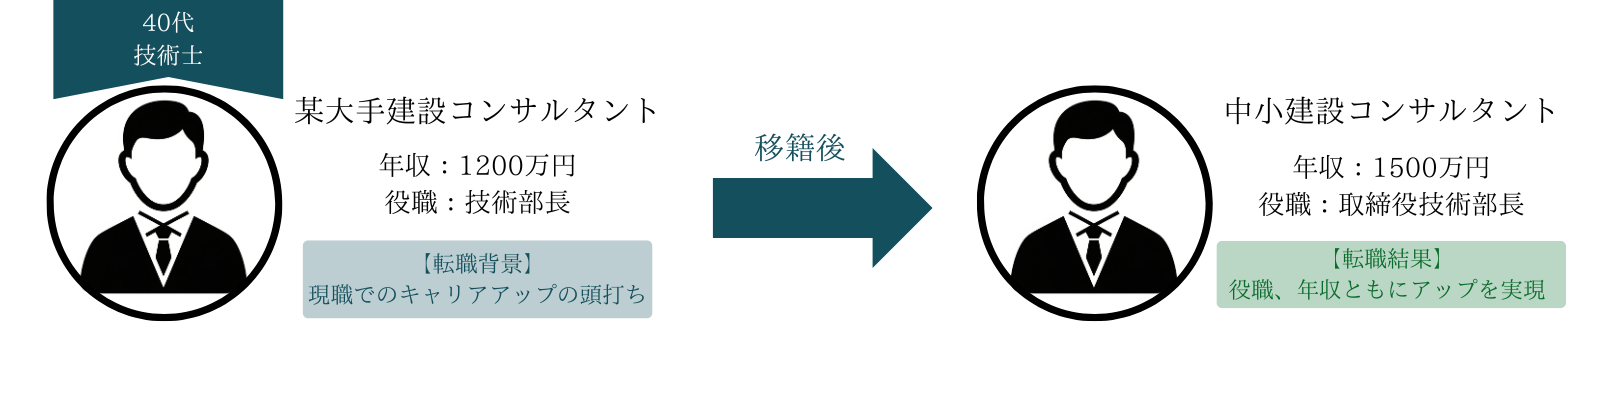 40代
技術士
某大手建設コンサルタント
年収：1200万円
役職：技術部長
【転職背景】
現職でのキャリアアップの頭打ち
移籍後
中小建設コンサルタント
年収：1500万円
役職：取締役技術部長
【転職結果】
役職、年収ともにアップを実現